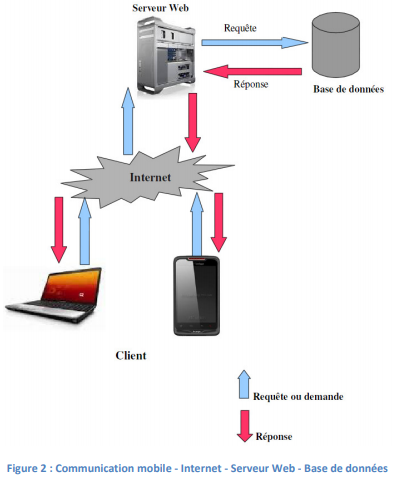 Serveur Web
Requête
Réponse
Base de données
Internet
Client
Requête ou demande
Réponse
Figure 2 : Communication mobile - Internet - Serveur Web - Base de données